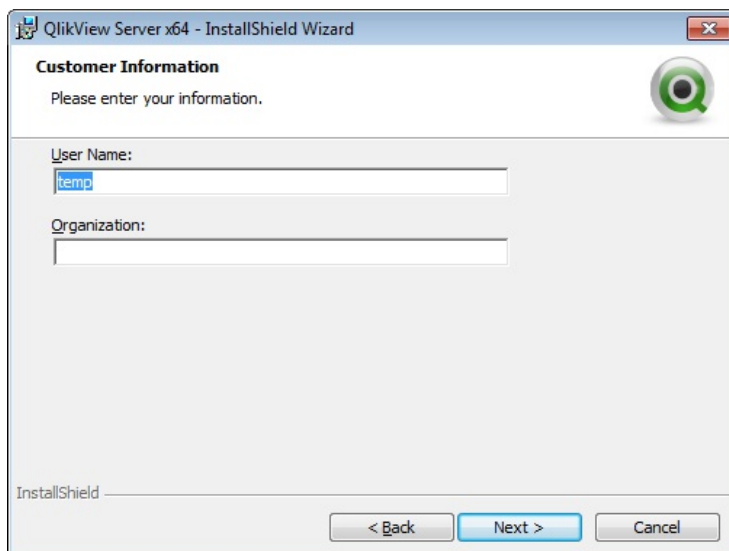 QlikView Server x64 - InstallShield Wizard
Customer Information
Please enter your information.
User Name:
temp
Organization:
InstallShield
< Back
Next >
Cancel